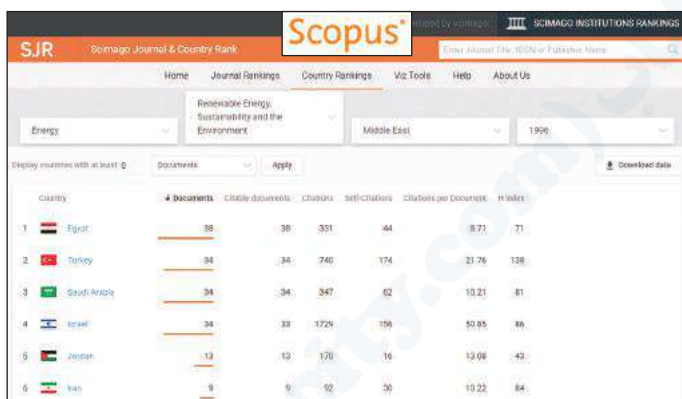 Scopus
SCIMAGO INSTITUTIONS RANKINGS
SJR Scimago Journal & Country Rank Enter Journal Title, ISSN or Publisher Name
Home Journal Rankings Country Rankings Viz Tools Help About Us
Energy
Renewable Energy,
Sustainability and the
Environment
Middle East
1996
Display countries with at least 0 Documents Apply Download data
Country Documents Citable documents Citations Self-Citations Citations per Document H index
1 Egypt 38 38 331 44 8.71 71
2 Turkey 34 34 740 174 21.76 138
3 Saudi Arabia 34 34 347 62 10.21 81
4 Israel 34 33 1729 156 50.85 86
5 Jordan 13 13 170 16 13.08 43
6 Iran 9 9 92 30 10.22 84